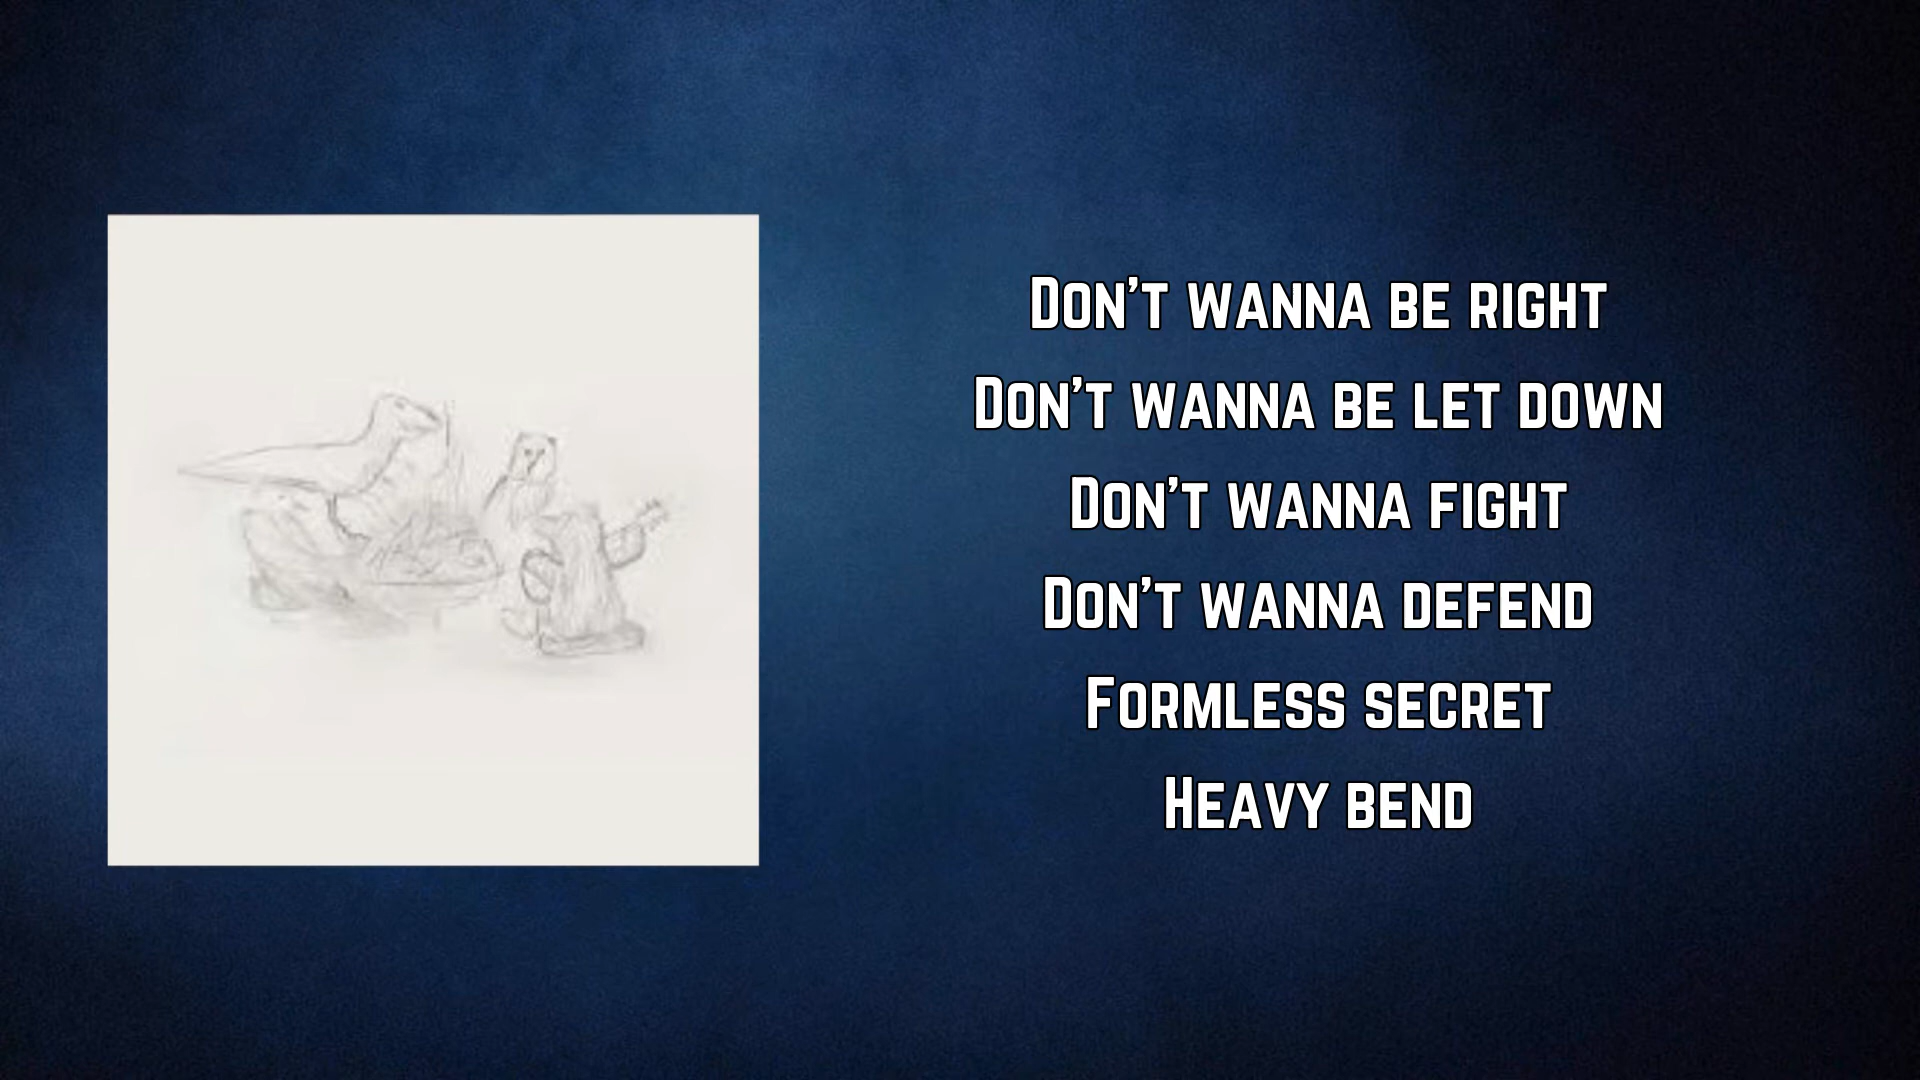 Don't wanna be right
Don't wanna be let down
Don't wanna fight
Don't wanna defend
Formless secret
Heavy bend